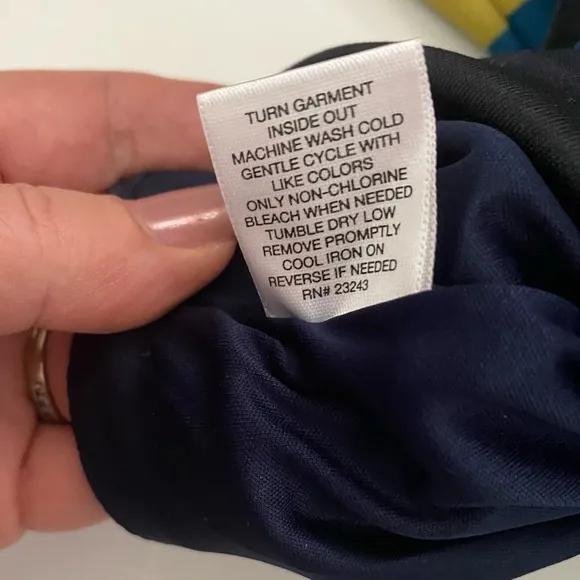 TURN GARMENT
INSIDE OUT
MACHINE WASH COLD
GENTLE CYCLE WITH
LIKE COLORS
ONLY NON-CHLORINE
BLEACH WHEN NEEDED
TUMBLE DRY LOW
REMOVE PROMPTLY
COOL IRON ON
REVERSE IF NEEDED
RN# 23243